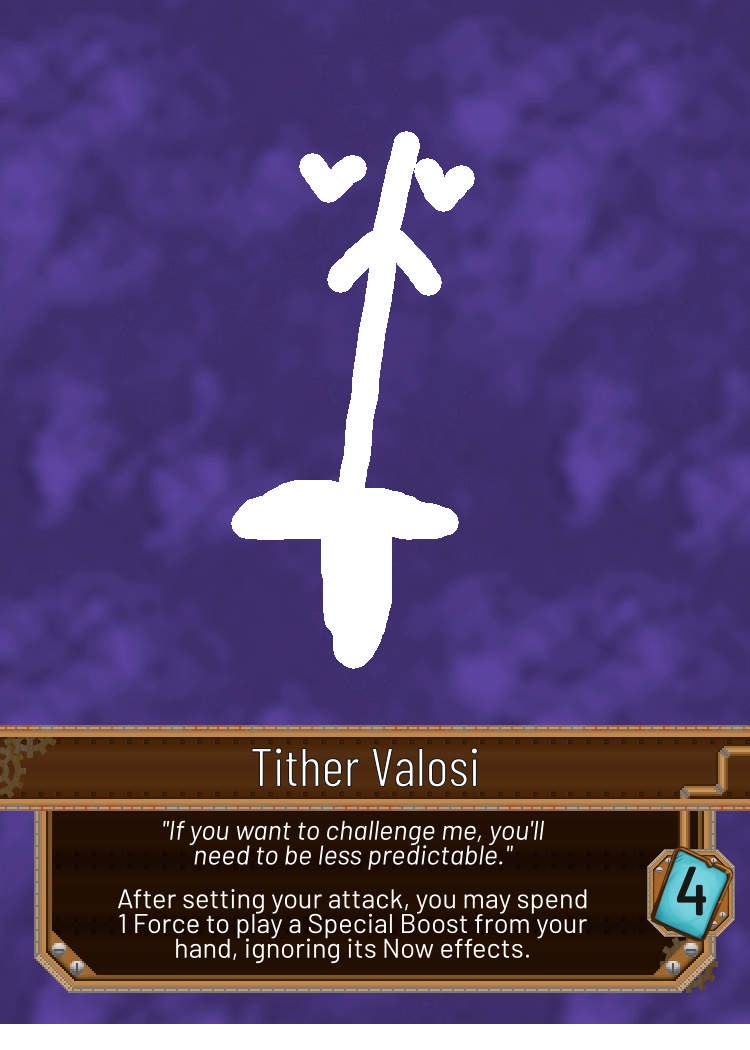 Tither Valosi
"If you want to challenge me, you'll
need to be less predictable."
After setting your attack, you may spend
1 Force to play a Special Boost from your
hand, ignoring its Now effects.
4